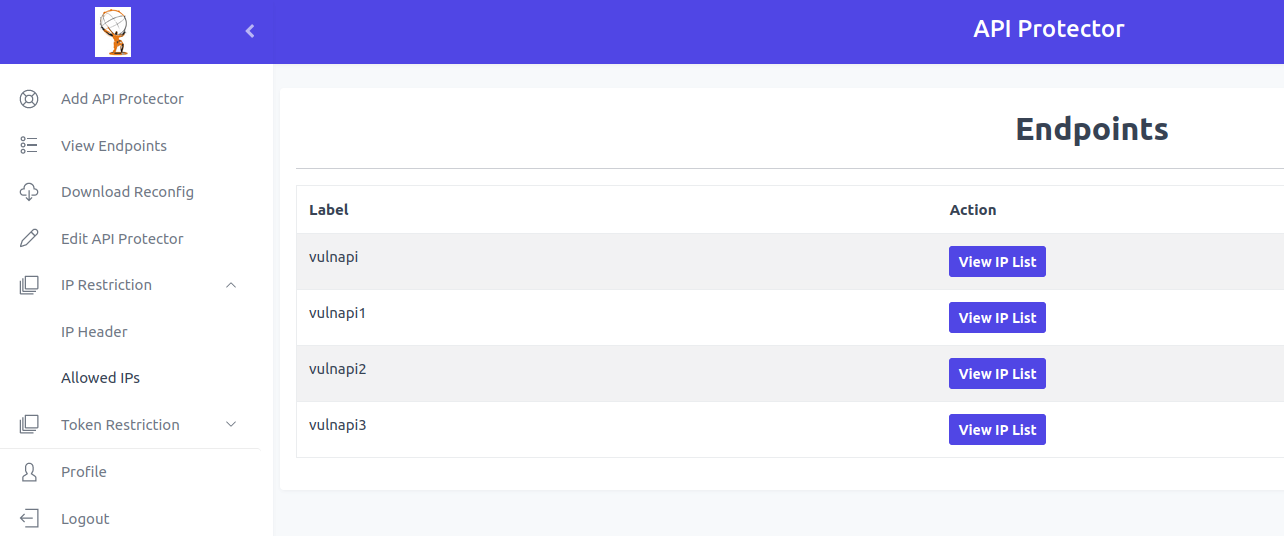 API Protector
Add API Protector
View Endpoints
Download Reconfig
Edit API Protector
IP Restriction
IP Header
Allowed IPs
Token Restriction
Profile
Logout
Endpoints
Label Action
vulnapi View IP List
vulnapi1 View IP List
vulnapi2 View IP List
vulnapi3 View IP List